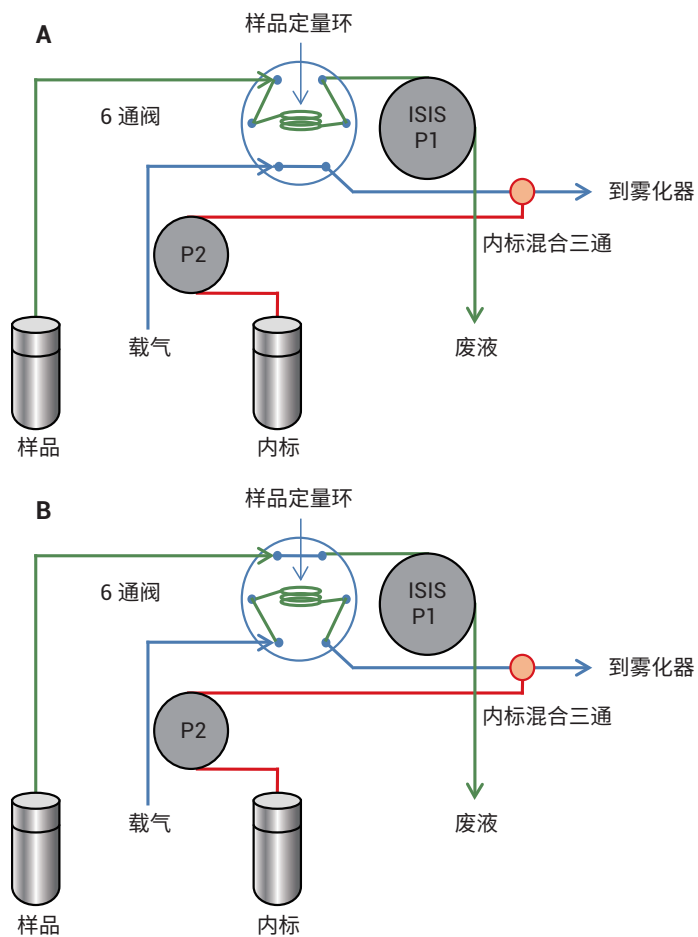 A
样品定量环
6 通阀
ISIS
P1
到雾化器
内标混合三通
P2
载气
废液
样品
内标
B
样品定量环
6 通阀
ISIS
P1
到雾化器
内标混合三通
P2
载气
废液
样品
内标